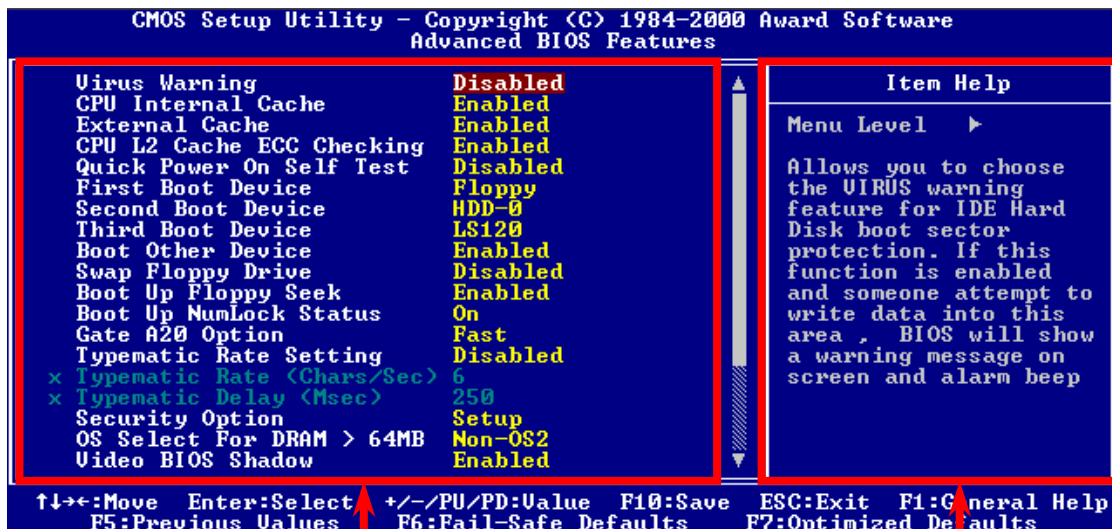 CMOS Setup Utility – Copyright (C) 1984–2000 Award Software
Advanced BIOS Features
Virus Warning Disabled
CPU Internal Cache Enabled
External Cache Enabled
CPU L2 Cache ECC Checking Enabled
Quick Power On Self Test Disabled
First Boot Device Floppy
Second Boot Device HDD-0
Third Boot Device LS120
Boot Other Device Enabled
Swap Floppy Drive Disabled
Boot Up Floppy Seek Enabled
Boot Up NumLock Status On
Gate A20 Option Fast
Typematic Rate Setting Disabled
x Typematic Rate (Chars/Sec) 6
x Typematic Delay (Msec) 250
Security Option Setup
OS Select For DRAM > 64MB Non-OS2
Video BIOS Shadow Enabled
Item Help
Menu Level ►
Allows you to choose
the VIRUS warning
feature for IDE Hard
Disk boot sector
protection. If this
function is enabled
and someone attempt to
write data into this
area , BIOS will show
a warning message on
screen and alarm beep
↑↓→←:Move Enter:Select +/-/PU/PD:Value F10:Save ESC:Exit F1:General Help
F5:Previous Values F6:Fail-Safe Defaults F7:Optimized Defaults